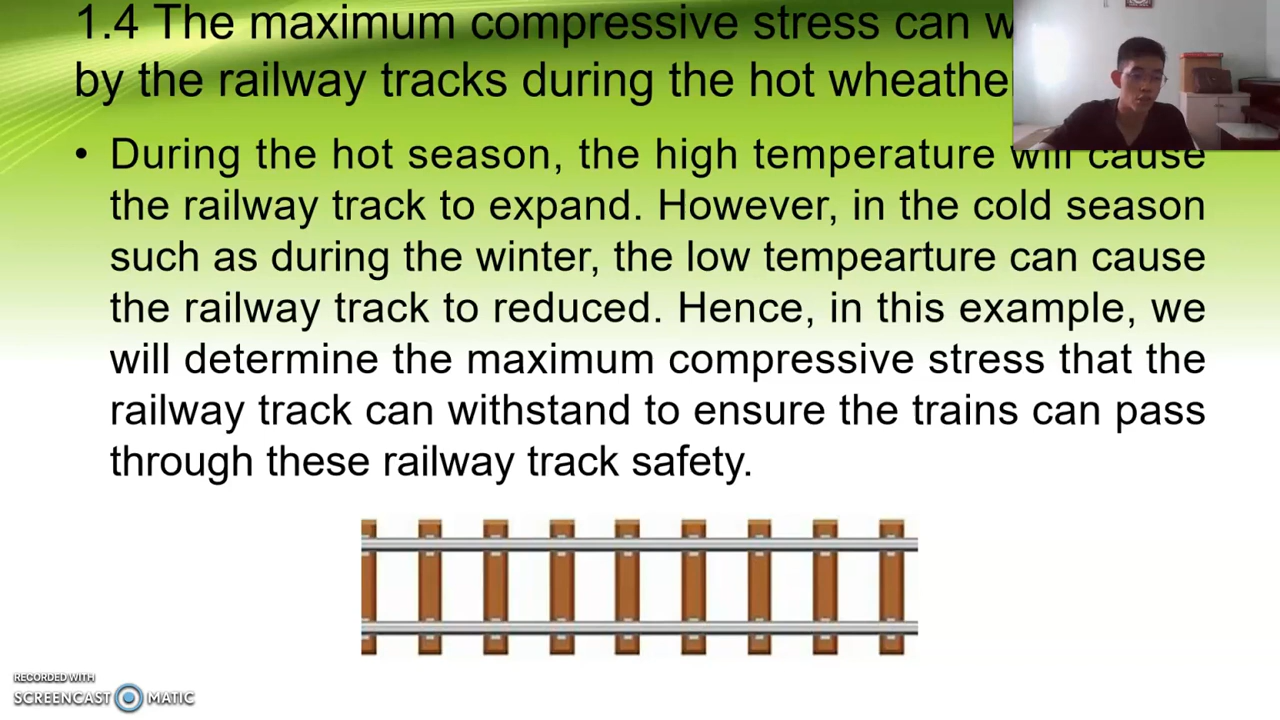 1.4 The maximum compressive stress can
by the railway tracks during the hot
• During the hot season, the high temperature will cause
the railway track to expand. However, in the cold season
such as during the winter, the low tempearture can cause
the railway track to reduced. Hence, in this example, we
will determine the maximum compressive stress that the
railway track can withstand to ensure the trains can pass
through these railway track safety.
RECORDED WITH
SCREENCAST MATIC